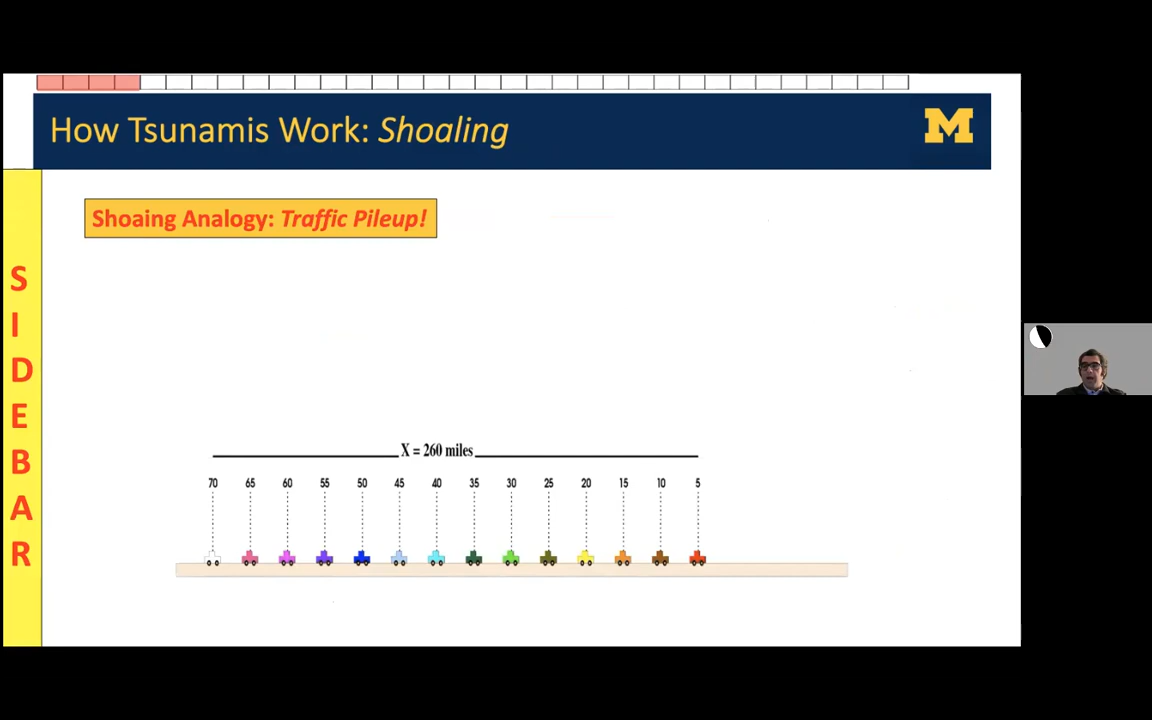 How Tsunamis Work: Shoaling
M
Shoaing Analogy: Traffic Pileup!
S
I
D
E
B
A
R
X = 260 miles
70 65 60 55 50 45 40 35 30 25 20 15 10 5